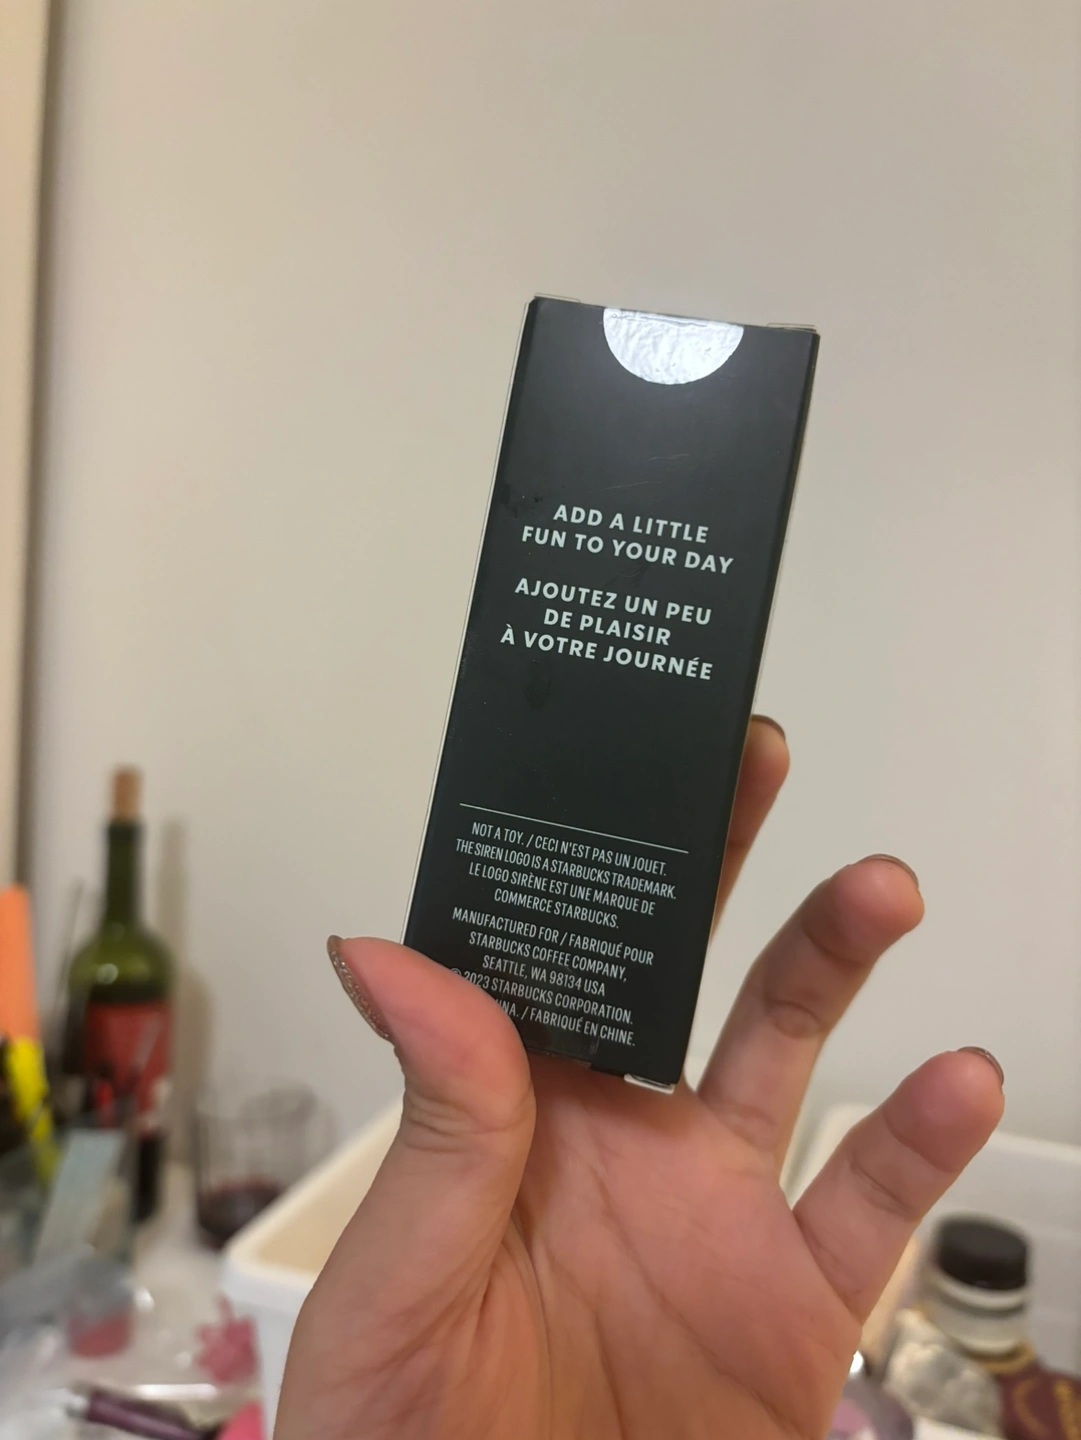 ADD A LITTLE
FUN TO YOUR DAY
AJOUTEZ UN PEU
DE PLAISIR
À VOTRE JOURNÉE
NOT A TOY. / CECI N'EST PAS UN JOUET.
THE SIREN LOGO IS A STARBUCKS TRADEMARK.
LE LOGO SIRÈNE EST UNE MARQUE DE
COMMERCE STARBUCKS.
MANUFACTURED FOR / FABRIQUÉ POUR
STARBUCKS COFFEE COMPANY,
SEATTLE, WA 98134 USA
© 2023 STARBUCKS CORPORATION.
/ FABRIQUÉ EN CHINE.